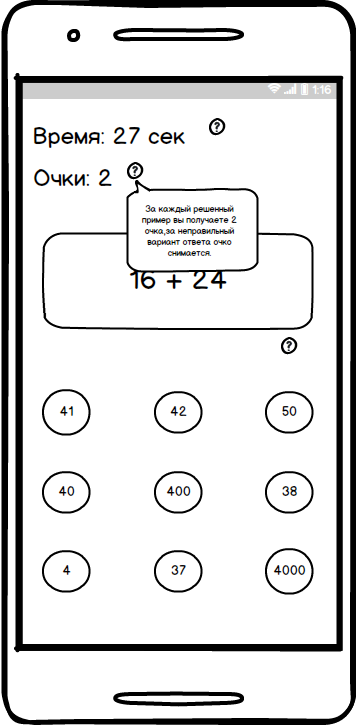 1:16
Время: 27 сек
?
Очки: 2
?
За каждый решенный
пример вы получаете 2
очка,за неправильный
вариант ответа очко
снимается.
16 + 24
?
41 42 50
40 400 38
4 37 4000